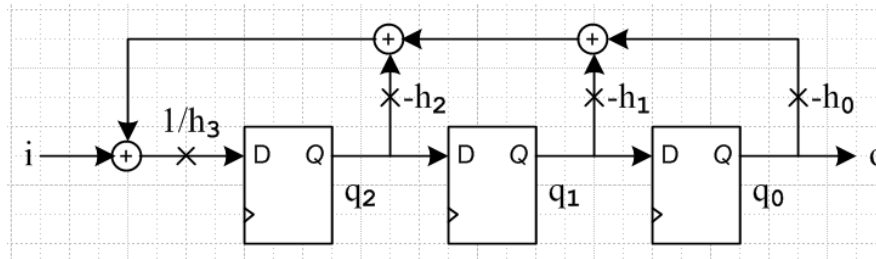 + +
-h₂ -h₁ -h₀
1/h₃
i + D Q D Q D Q o
q₂ q₁ q₀